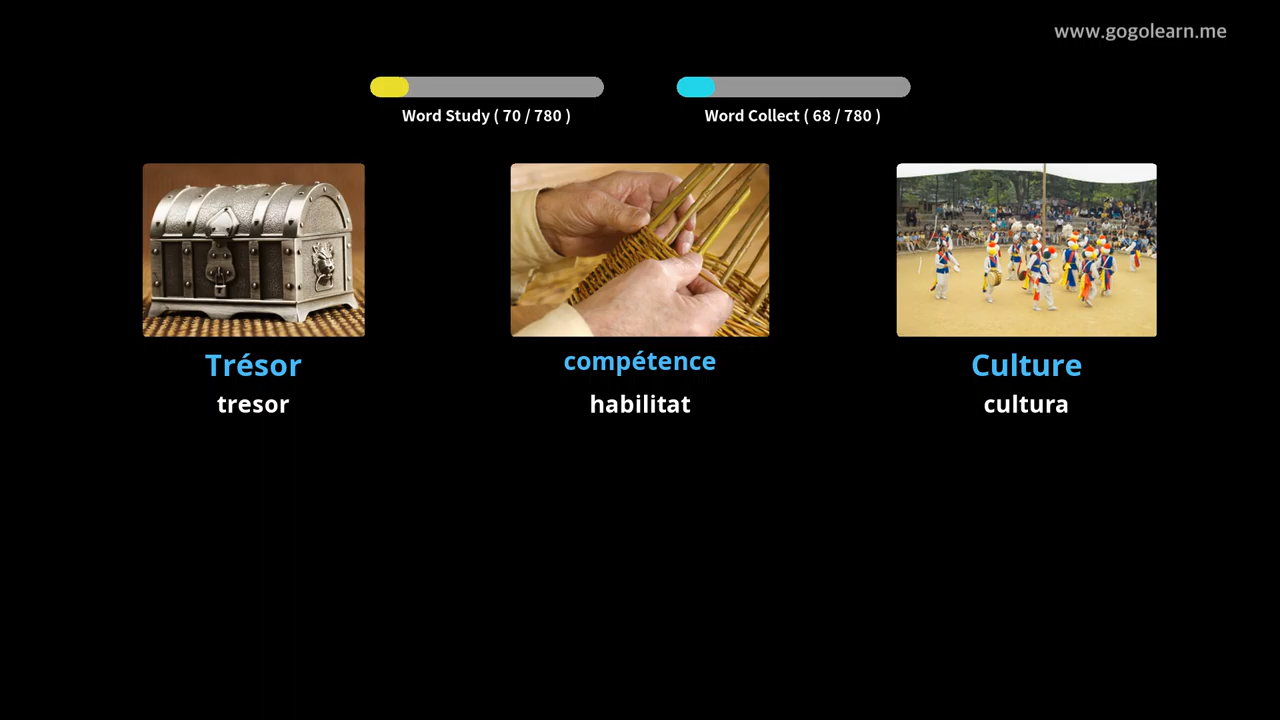 www.gogolearn.me
Word Study ( 70 / 780 )
Word Collect ( 68 / 780 )
Trésor
tresor
compétence
habilitat
Culture
cultura